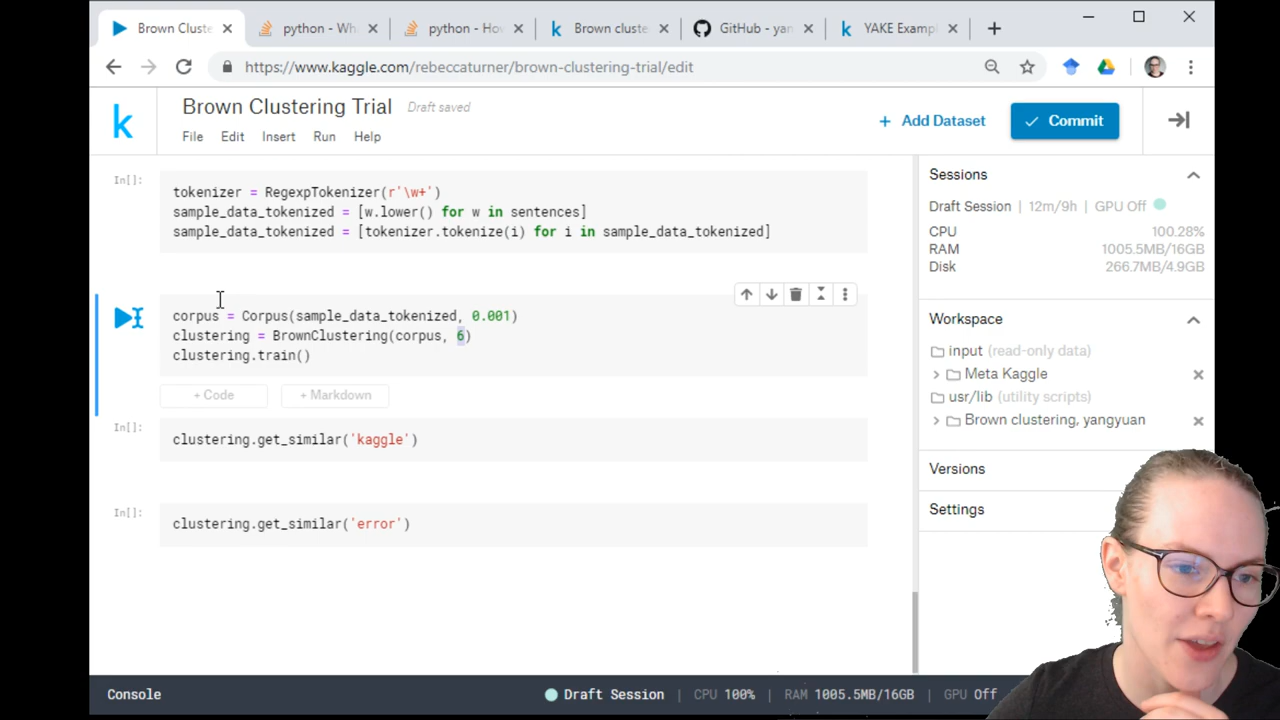 Brown Cluste
python - Wh
python - Ho
Brown cluste
GitHub - yan
YAKE Exampl
https://www.kaggle.com/rebeccaturner/brown-clustering-trial/edit
k
Brown Clustering Trial
Draft saved
File Edit Insert Run Help
+ Add Dataset
Commit
In[]:
tokenizer = RegexpTokenizer(r'\w+')
sample_data_tokenized = [w.lower() for w in sentences]
sample_data_tokenized = [tokenizer.tokenize(i) for i in sample_data_tokenized]
corpus = Corpus(sample_data_tokenized, 0.001)
clustering = BrownClustering(corpus, 6)
clustering.train()
+ Code + Markdown
In[]:
clustering.get_similar('kaggle')
In[]:
clustering.get_similar('error')
Sessions
Draft Session | 12m/9h | GPU Off
CPU 100.28%
RAM 1005.5MB/16GB
Disk 266.7MB/4.9GB
Workspace
input (read-only data)
Meta Kaggle
usr/lib (utility scripts)
Brown clustering, yangyuan
Versions
Settings
Console
Draft Session | CPU 100% | RAM 1005.5MB/16GB | GPU Off